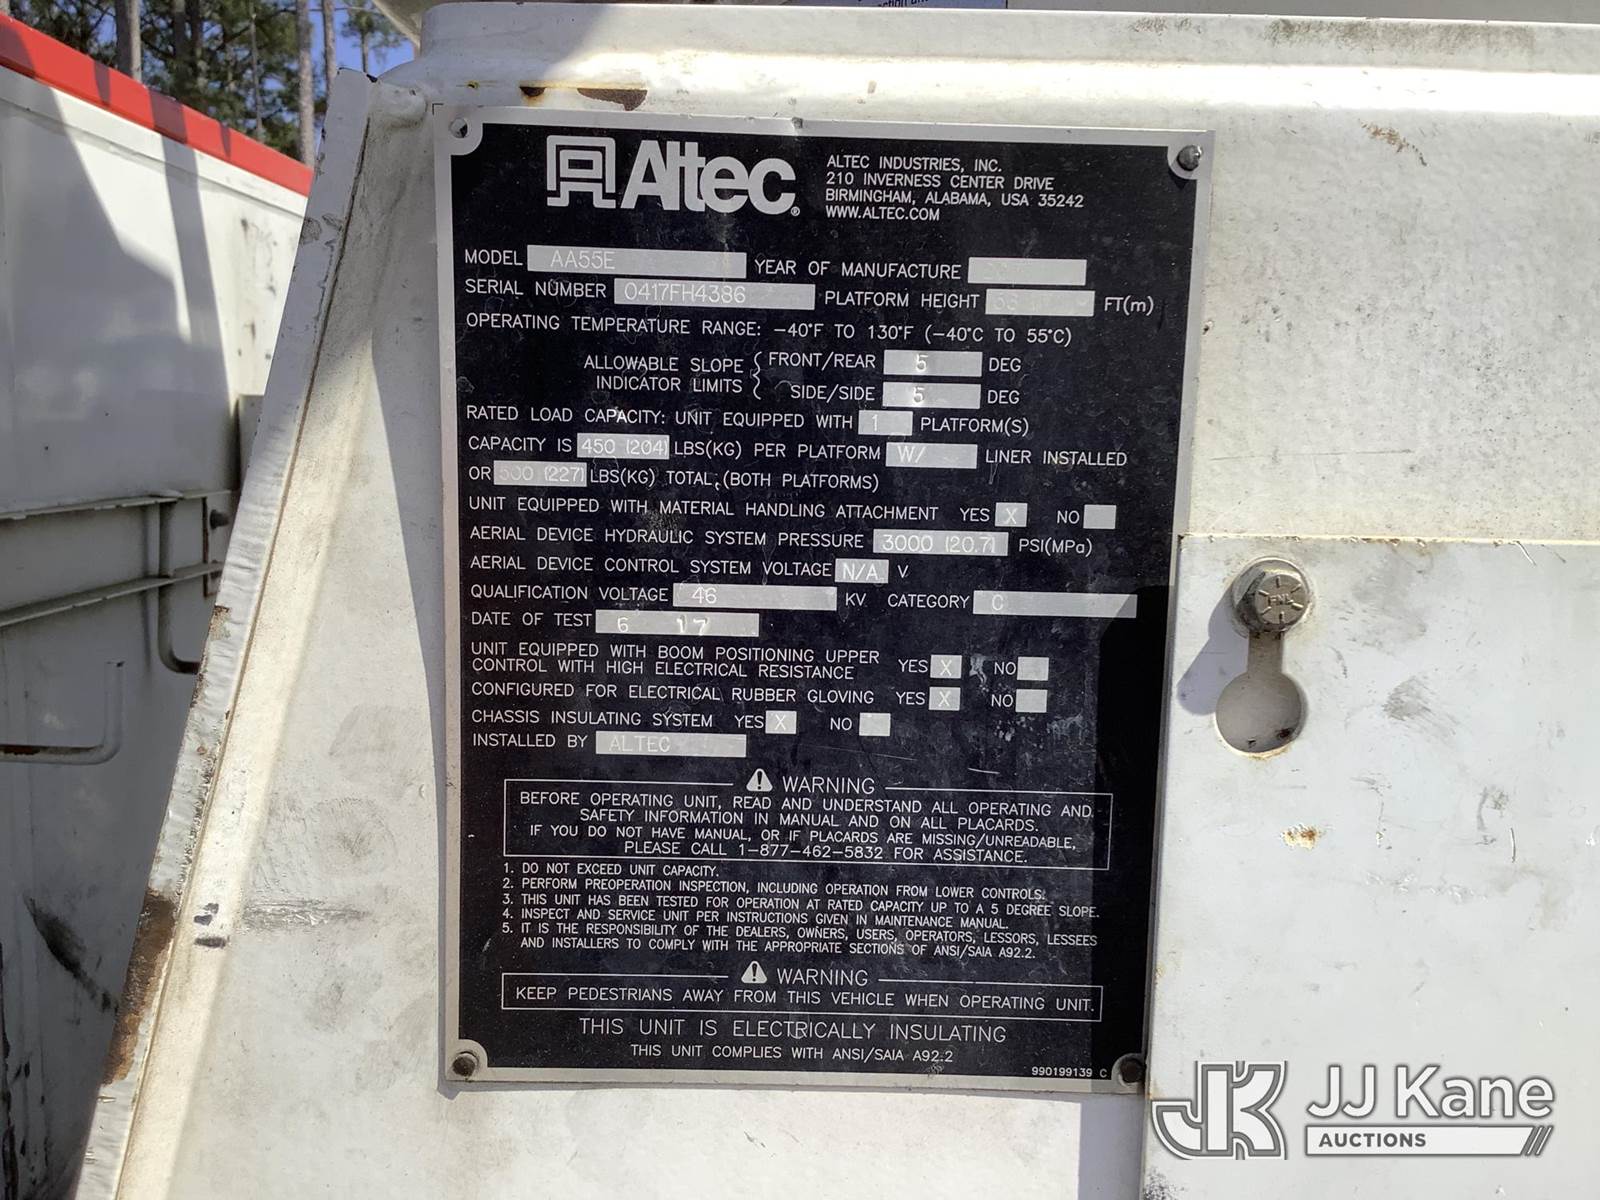 Altec®
ALTEC INDUSTRIES, INC.
210 INVERNESS CENTER DRIVE
BIRMINGHAM, ALABAMA, USA 35242
WWW.ALTEC.COM
MODEL AA55E YEAR OF MANUFACTURE
SERIAL NUMBER 0417FH4386 PLATFORM HEIGHT FT(m)
OPERATING TEMPERATURE RANGE: -40°F TO 130°F (-40°C TO 55°C)
ALLOWABLE SLOPE INDICATOR LIMITS { FRONT/REAR 5 DEG
SIDE/SIDE 5 DEG
RATED LOAD CAPACITY: UNIT EQUIPPED WITH 1 PLATFORM(S)
CAPACITY IS 450 (204) LBS(KG) PER PLATFORM W/ LINER INSTALLED
OR 500 (227) LBS(KG) TOTAL, (BOTH PLATFORMS)
UNIT EQUIPPED WITH MATERIAL HANDLING ATTACHMENT YES X NO
AERIAL DEVICE HYDRAULIC SYSTEM PRESSURE 3000 (20.7) PSI(MPa)
AERIAL DEVICE CONTROL SYSTEM VOLTAGE N/A V
QUALIFICATION VOLTAGE 46 KV CATEGORY C
DATE OF TEST 6 17
UNIT EQUIPPED WITH BOOM POSITIONING UPPER
CONTROL WITH HIGH ELECTRICAL RESISTANCE YES X NO
CONFIGURED FOR ELECTRICAL RUBBER GLOVING YES X NO
CHASSIS INSULATING SYSTEM YES X NO
INSTALLED BY ALTEC
WARNING
BEFORE OPERATING UNIT, READ AND UNDERSTAND ALL OPERATING AND
SAFETY INFORMATION IN MANUAL AND ON ALL PLACARDS.
IF YOU DO NOT HAVE MANUAL, OR IF PLACARDS ARE MISSING/UNREADABLE,
PLEASE CALL 1-877-462-5832 FOR ASSISTANCE.
1. DO NOT EXCEED UNIT CAPACITY.
2. PERFORM PREOPERATION INSPECTION, INCLUDING OPERATION FROM LOWER CONTROLS.
3. THIS UNIT HAS BEEN TESTED FOR OPERATION AT RATED CAPACITY UP TO A 5 DEGREE SLOPE.
4. INSPECT AND SERVICE UNIT PER INSTRUCTIONS GIVEN IN MAINTENANCE MANUAL.
5. IT IS THE RESPONSIBILITY OF THE DEALERS, OWNERS, USERS, OPERATORS, LESSORS, LESSEES
AND INSTALLERS TO COMPLY WITH THE APPROPRIATE SECTIONS OF ANSI/SAIA A92.2.
WARNING
KEEP PEDESTRIANS AWAY FROM THIS VEHICLE WHEN OPERATING UNIT.
THIS UNIT IS ELECTRICALLY INSULATING
THIS UNIT COMPLIES WITH ANSI/SAIA A92.2
990199139 C
JK JJ Kane
AUCTIONS